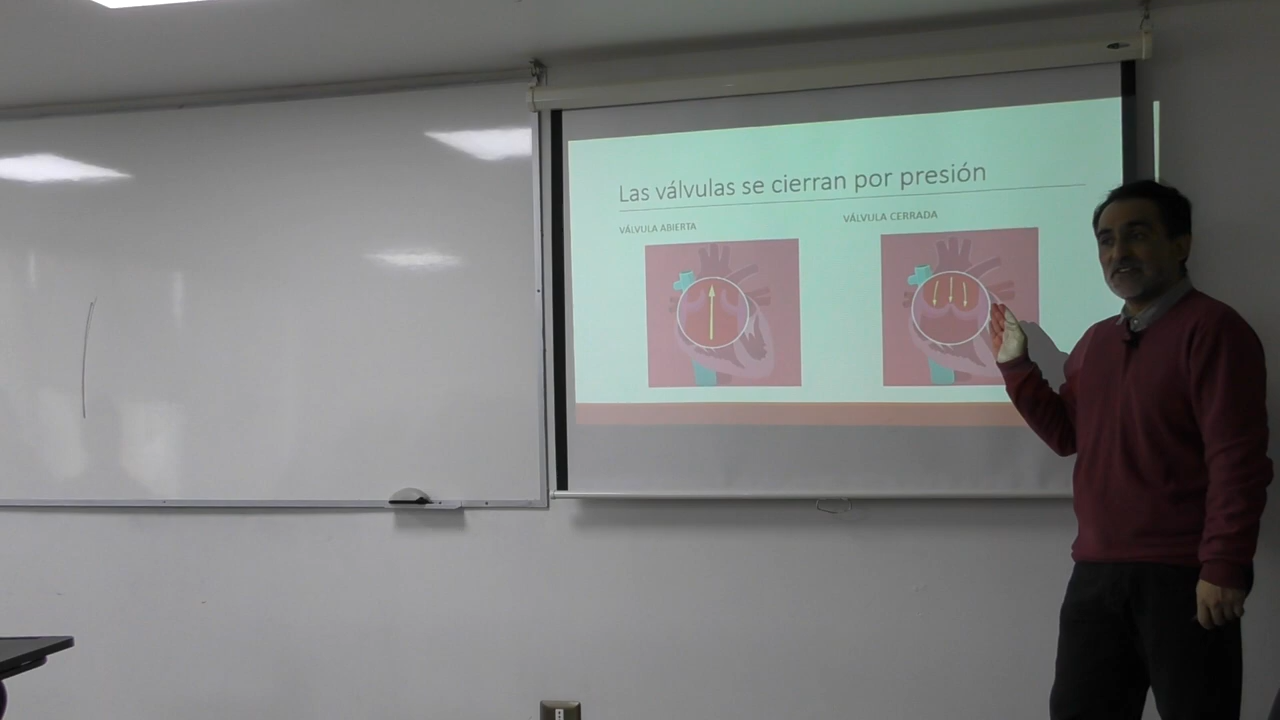 Las válvulas se cierran por presión
VÁLVULA ABIERTA
VÁLVULA CERRADA